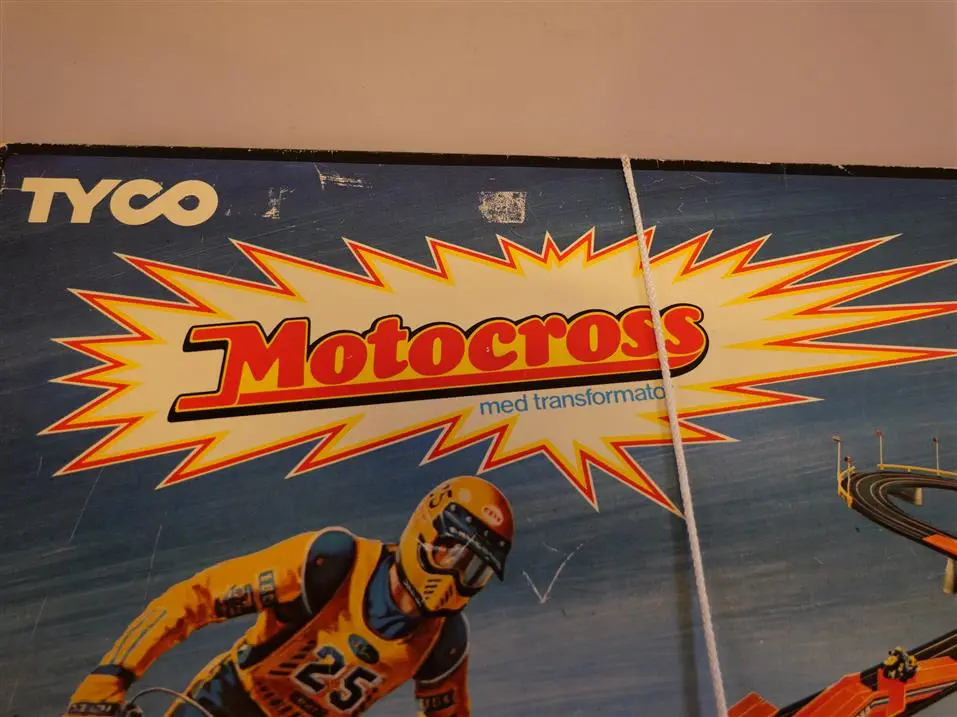 TYCO
Motocross
med transformato
25